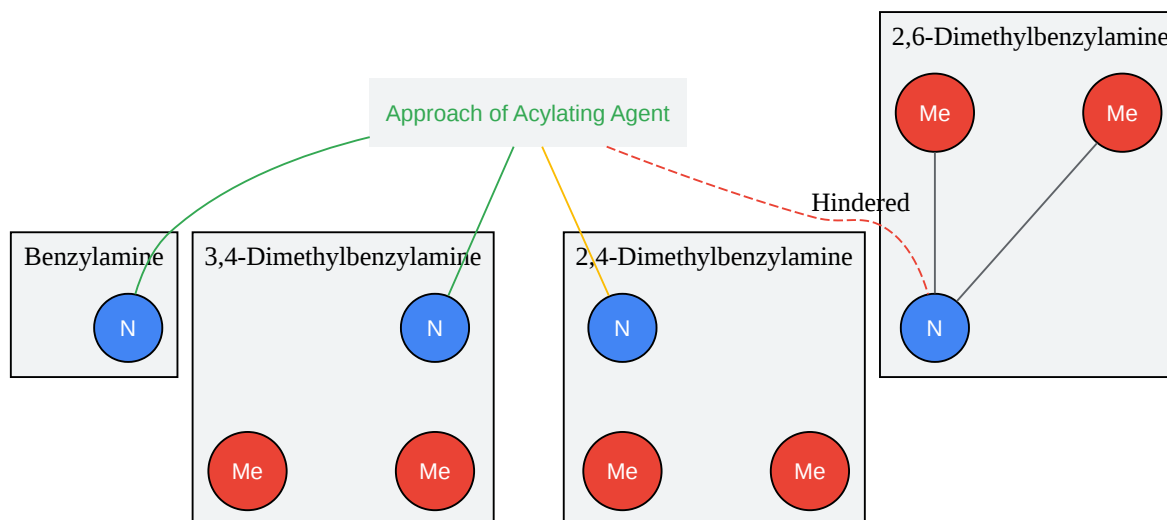 2,6-Dimethylbenzylamine
Me
Me
Approach of Acylating Agent
Hindered
Benzylamine
3,4-Dimethylbenzylamine
2,4-Dimethylbenzylamine
N
N
N
N
Me
Me
Me
Me